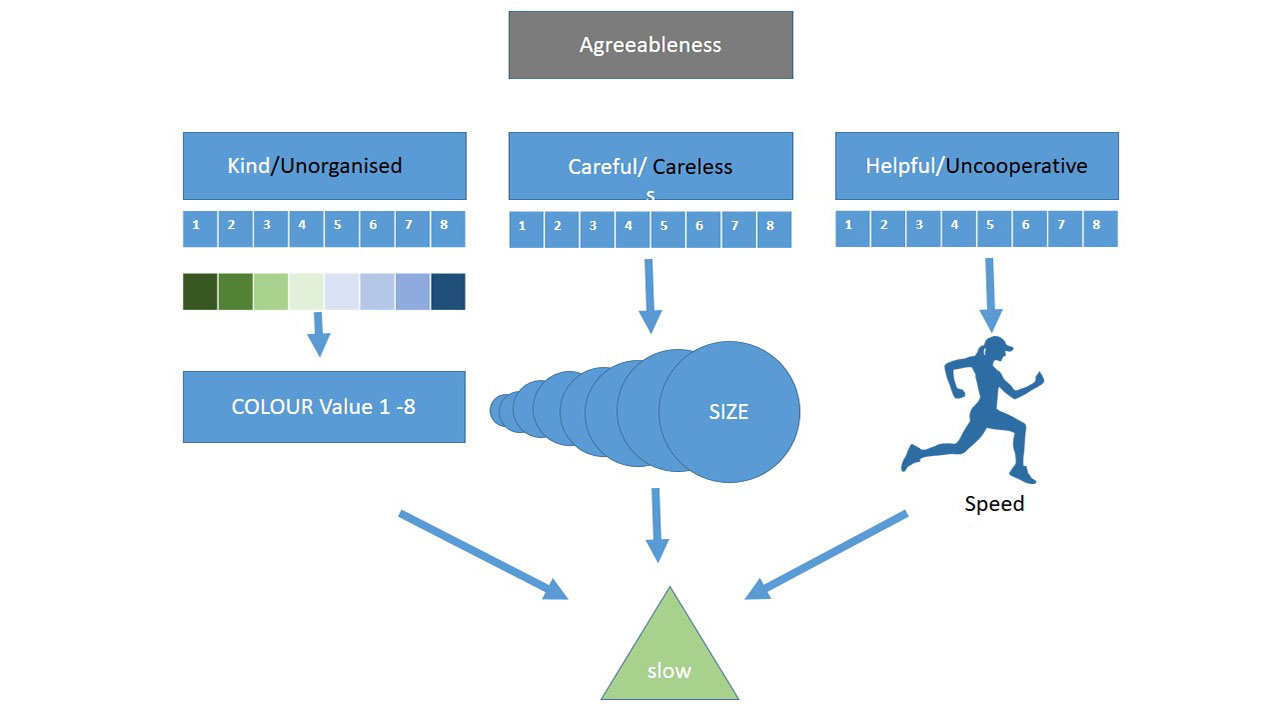 Agreeableness
Kind/Unorganised
Careful/ Careless
s
Helpful/Uncooperative
1 2 3 4 5 6 7 8
1 2 3 4 5 6 7 8
1 2 3 4 5 6 7 8
COLOUR Value 1 -8
SIZE
Speed
slow